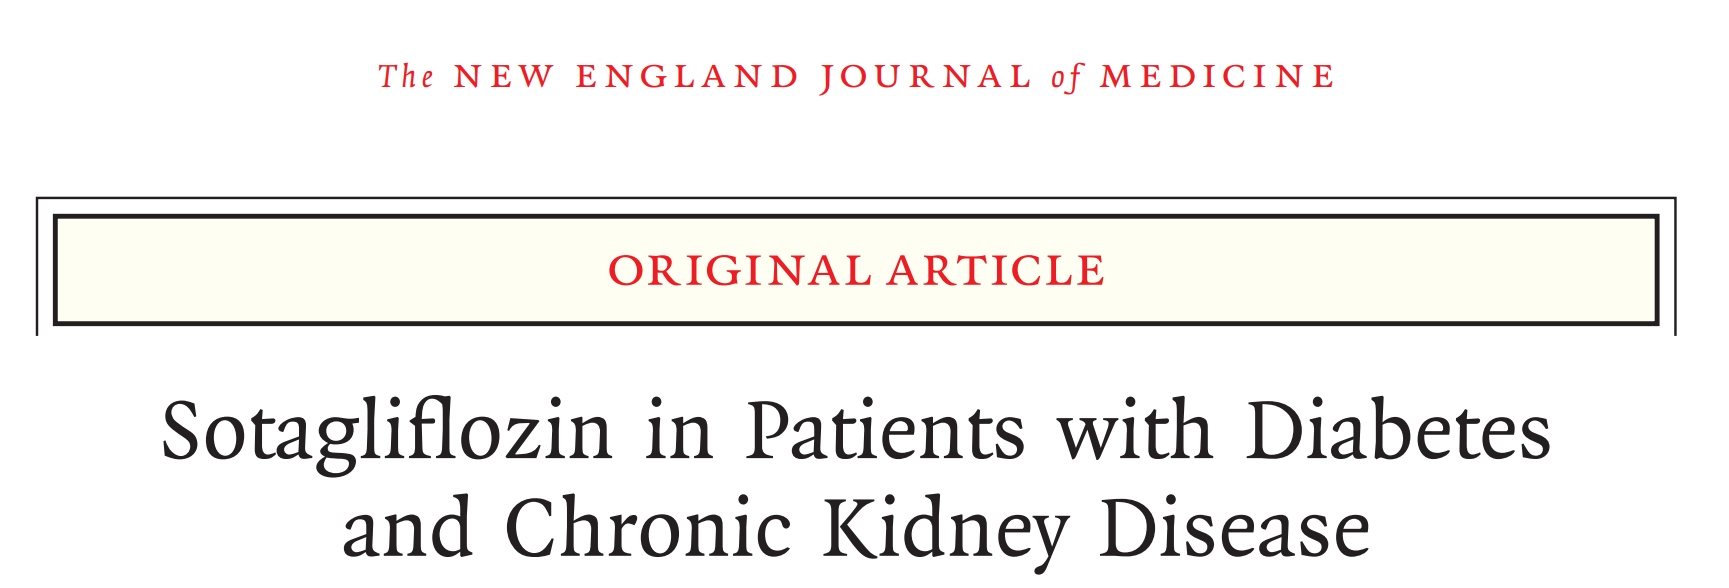 The NEW ENGLAND JOURNAL of MEDICINE
ORIGINAL ARTICLE
Sotagliflozin in Patients with Diabetes
and Chronic Kidney Disease